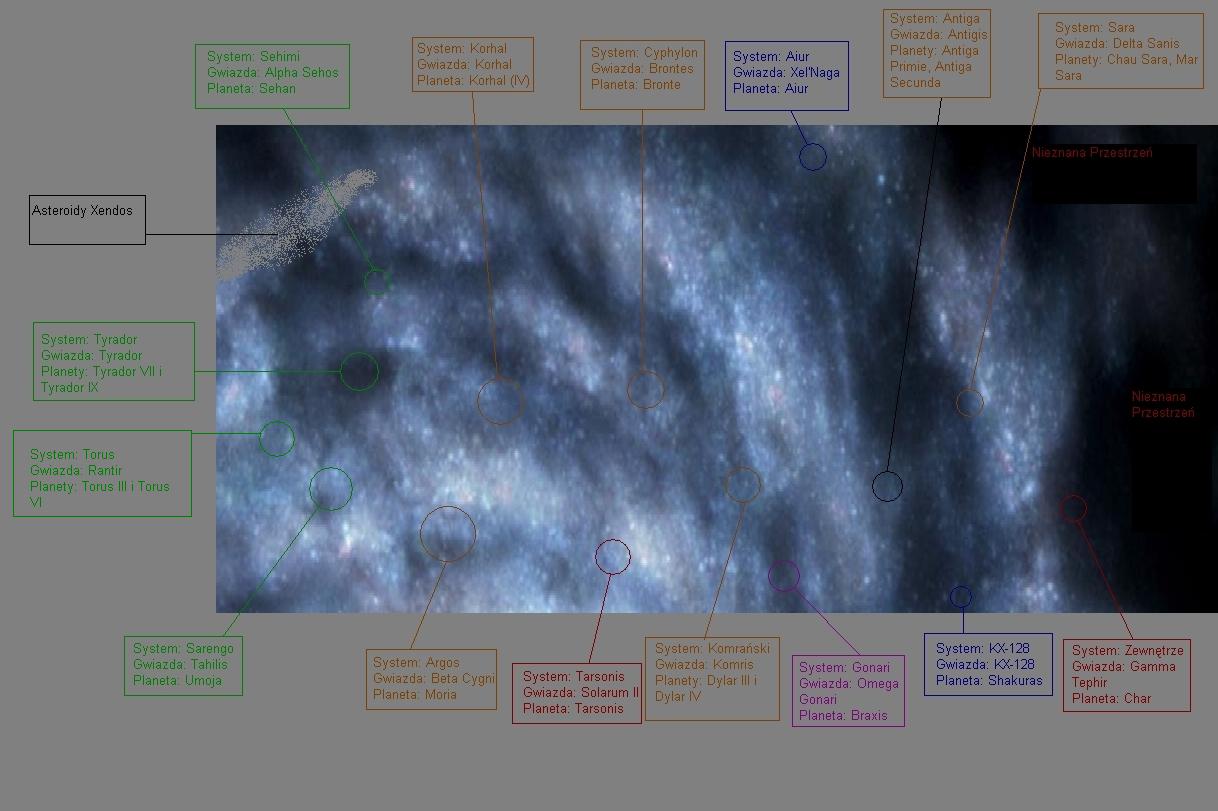 System: Sehimi
Gwiazda: Alpha Sehos
Planeta: Sehan
System: Korhal
Gwiazda: Korhal
Planeta: Korhal (IV)
System: Cyphylon
Gwiazda: Brontes
Planeta: Bronte
System: Aiur
Gwiazda: Xel'Naga
Planeta: Aiur
System: Antiga
Gwiazda: Antigis
Planety: Antiga
Primie, Antiga
Secunda
System: Sara
Gwiazda: Delta Sanis
Planety: Chau Sara, Mar
Sara
Nieznana Przestrzeń
Asteroidy Xendos
System: Tyrador
Gwiazda: Tyrador
Planety: Tyrador VII i
Tyrador IX
Nieznana
Przestrzeń
System: Torus
Gwiazda: Rantir
Planety: Torus III i Torus
VI
System: Sarengo
Gwiazda: Tahilis
Planeta: Umoja
System: Argos
Gwiazda: Beta Cygni
Planeta: Moria
System: Tarsonis
Gwiazda: Solarum II
Planeta: Tarsonis
System: Komrański
Gwiazda: Komris
Planety: Dylar III i
Dylar IV
System: Gonari
Gwiazda: Omega
Gonari
Planeta: Braxis
System: KX-128
Gwiazda: KX-128
Planeta: Shakuras
System: Zewnętrze
Gwiazda: Gamma
Tephir
Planeta: Char